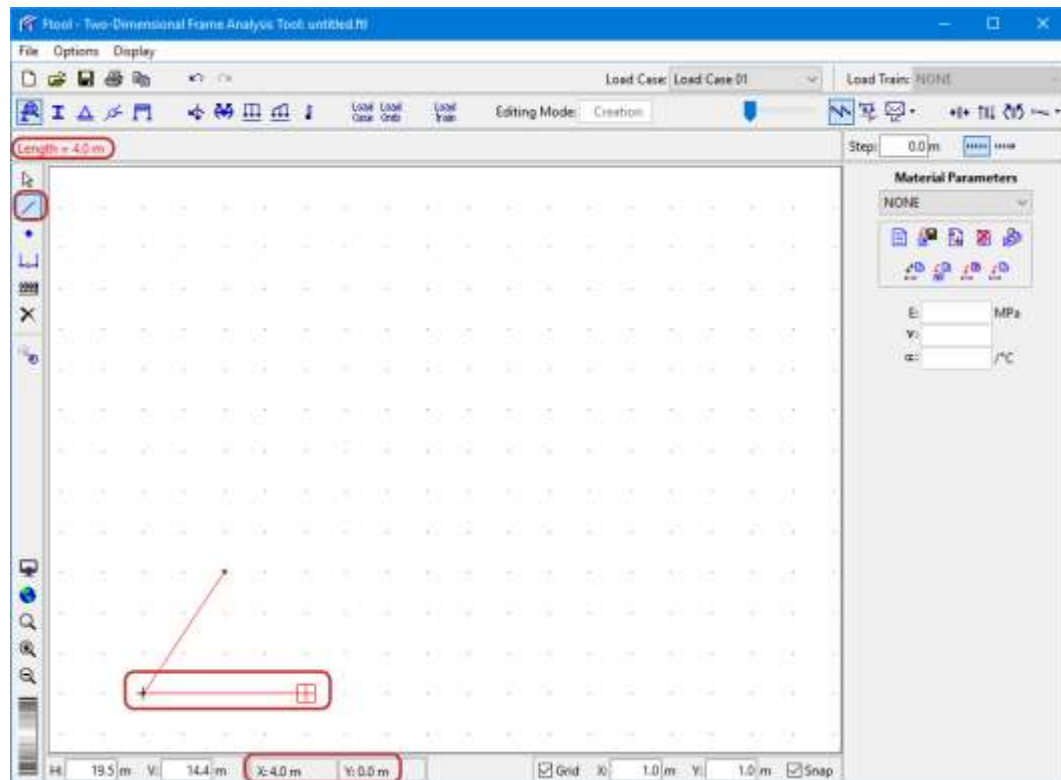 Ftool - Two-Dimensional Frame Analysis Tool: untitled.ftl
File Options Display
Load Case: Load Case 01 Load Train: NONE
Load Case Load Comb Load Train Editing Mode: Creation
Length = 4.0 m Step: 0.0 m
Material Parameters
NONE
E: MPa
ν:
α: /°C
H: 19.5 m V: 14.4 m X: 4.0 m Y: 0.0 m Grid X: 1.0 m Y: 1.0 m Snap